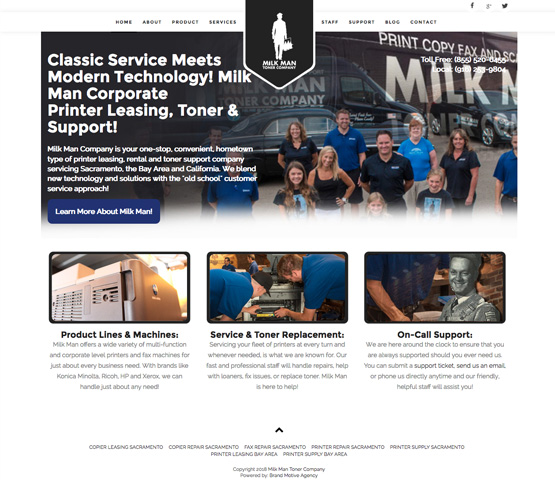 HOME ABOUT PRODUCT SERVICES STAFF SUPPORT BLOG CONTACT
MILK MAN
TONER COMPANY
PRINT COPY FAX AND SC
MILK M
TONER COMPANY
Toll Free: (855) 520-6455
Classic Service Meets
Modern Technology! Milk
Man Corporate
Printer Leasing, Toner &
Support!
Milk Man Company is your one-stop, convenient, hometown
type of printer leasing, rental and toner support company
servicing Sacramento, the Bay Area and California. We blend
new technology and solutions with the "old school" customer
service approach!
Learn More About Milk Man!
Product Lines & Machines:
Milk Man offers a wide variety of multi-function
and corporate level printers and fax machines for
just about every business need. With brands like
Konica Minolta, Ricoh, HP and Xerox, we can
handle just about any need!
Service & Toner Replacement:
Servicing your fleet of printers at every turn and
whenever needed, is what we are known for. Our
fast and professional staff will handle repairs, help
with loaners, fix issues, or replace toner. Milk Man
is here to help!
On-Call Support:
We are here around the clock to ensure that you
are always supported should you ever need us.
You can submit a support ticket, send us an email,
or phone us directly anytime and our friendly,
helpful staff will assist you!
COPIER LEASING SACRAMENTO COPIER REPAIR SACRAMENTO FAX REPAIR SACRAMENTO PRINTER REPAIR SACRAMENTO PRINTER SUPPLY SACRAMENTO
PRINTER LEASING BAY AREA PRINTER SUPPLY BAY AREA
Copyright 2018 Milk Man Toner Company
Powered by: Brand Motive Agency